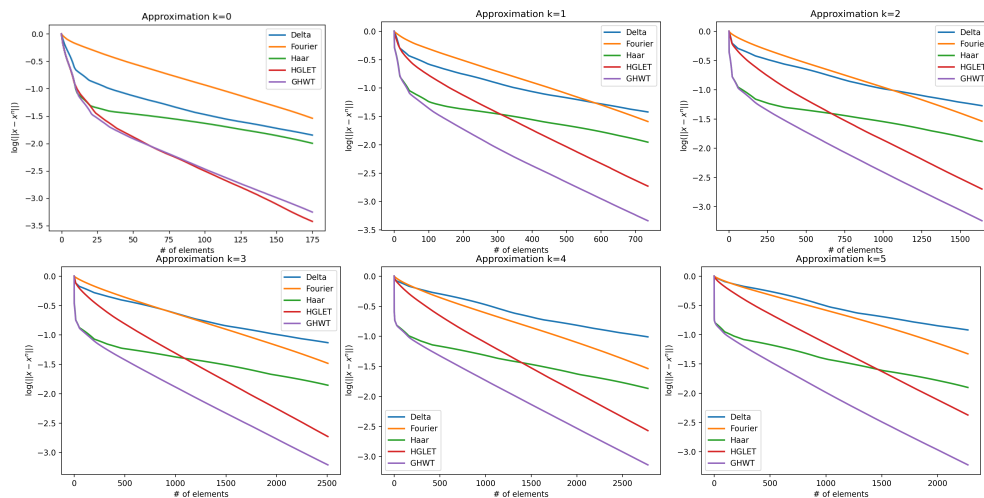 Approximation k=0
0.0
−0.5
−1.0
−1.5
−2.0
−2.5
−3.0
−3.5
log(||x − xⁿ||)
Delta
Fourier
Haar
HGLET
GHWT
0 25 50 75 100 125 150 175
# of elements
Approximation k=1
0.0
−0.5
−1.0
−1.5
−2.0
−2.5
−3.0
−3.5
log(||x − xⁿ||)
Delta
Fourier
Haar
HGLET
GHWT
0 100 200 300 400 500 600 700
# of elements
Approximation k=2
0.0
−0.5
−1.0
−1.5
−2.0
−2.5
−3.0
log(||x − xⁿ||)
Delta
Fourier
Haar
HGLET
GHWT
0 250 500 750 1000 1250 1500
# of elements
Approximation k=3
0.0
−0.5
−1.0
−1.5
−2.0
−2.5
−3.0
log(||x − xⁿ||)
Delta
Fourier
Haar
HGLET
GHWT
0 500 1000 1500 2000 2500
# of elements
Approximation k=4
0.0
−0.5
−1.0
−1.5
−2.0
−2.5
−3.0
log(||x − xⁿ||)
Delta
Fourier
Haar
HGLET
GHWT
0 500 1000 1500 2000 2500
# of elements
Approximation k=5
0.0
−0.5
−1.0
−1.5
−2.0
−2.5
−3.0
log(||x − xⁿ||)
Delta
Fourier
Haar
HGLET
GHWT
0 500 1000 1500 2000
# of elements